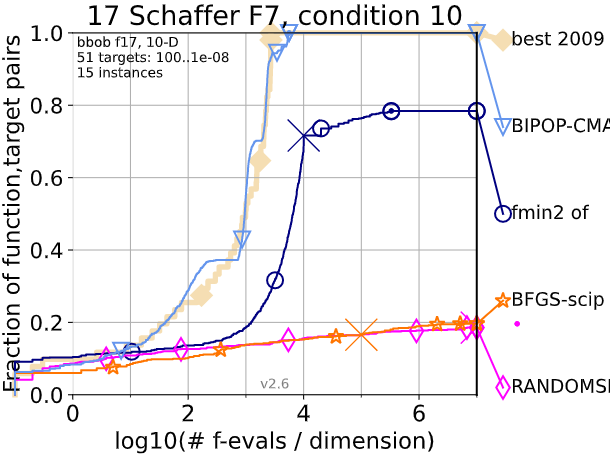 17 Schaffer F7, condition 10
bbob f17, 10-D
51 targets: 100..1e-08
15 instances
Fraction of function,target pairs
1.0
0.8
0.6
0.4
0.2
0.0
0
2
4
6
log10(# f-evals / dimension)
v2.6
best 2009
BIPOP-CMA
fmin2 of
BFGS-scip
RANDOMS